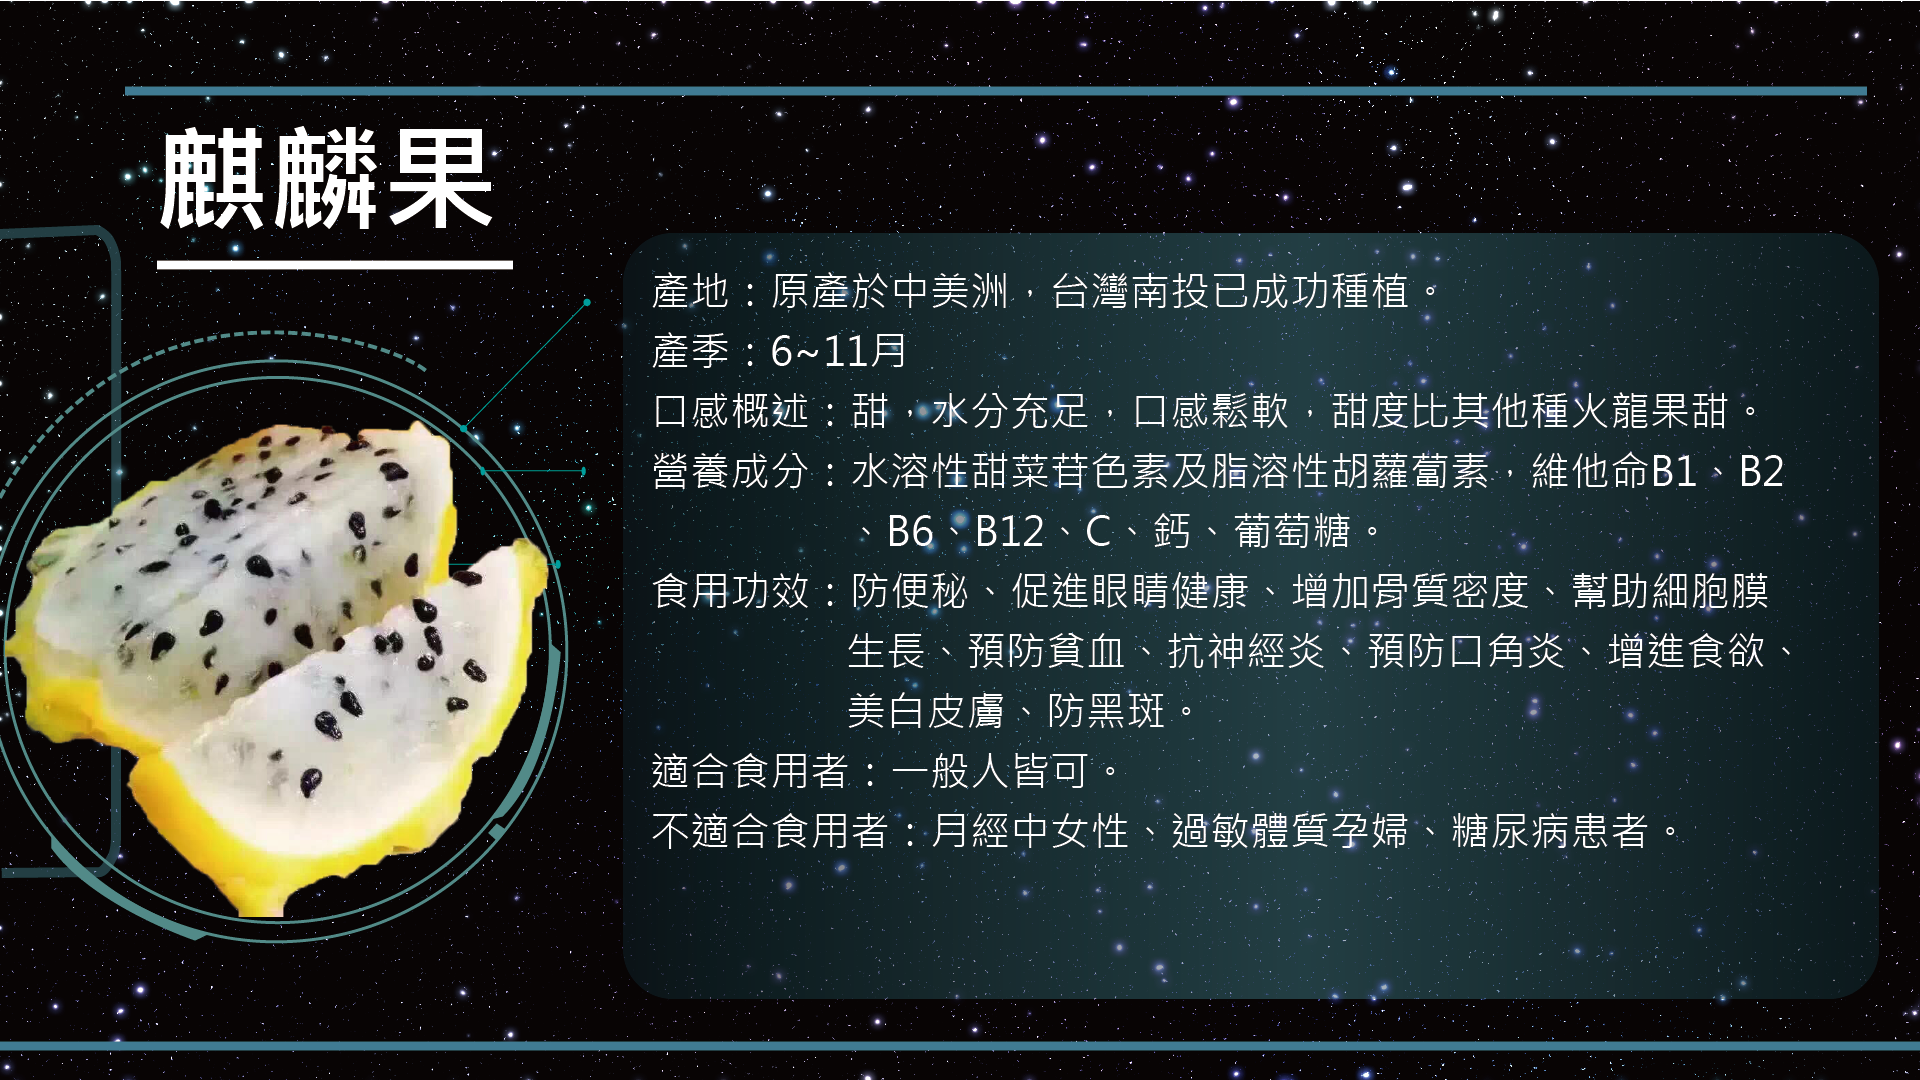 麒麟果
產地：原產於中美洲，台灣南投已成功種植。
產季：6~11月
口感概述：甜，水分充足，口感鬆軟，甜度比其他種火龍果甜。
營養成分：水溶性甜菜苷色素及脂溶性胡蘿蔔素，維他命B1、B2
、B6、B12、C、鈣、葡萄糖。
食用功效：防便秘、促進眼睛健康、增加骨質密度、幫助細胞膜
生長、預防貧血、抗神經炎、預防口角炎、增進食欲、
美白皮膚、防黑斑。
適合食用者：一般人皆可。
不適合食用者：月經中女性、過敏體質孕婦、糖尿病患者。